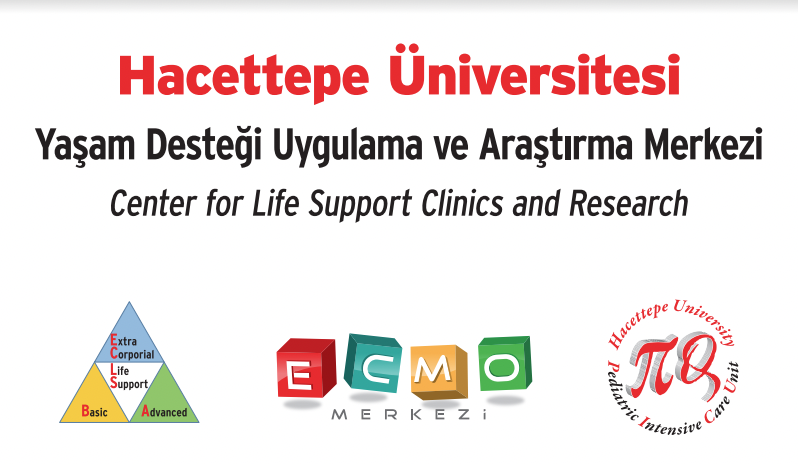 Hacettepe Üniversitesi
Yaşam Desteği Uygulama ve Araştırma Merkezi
Center for Life Support Clinics and Research
Extra
Corporial
Life
Support
Basic
Advanced
ECMO
MERKEZİ
Hacettepe University
Pediatric Intensive Care Unit